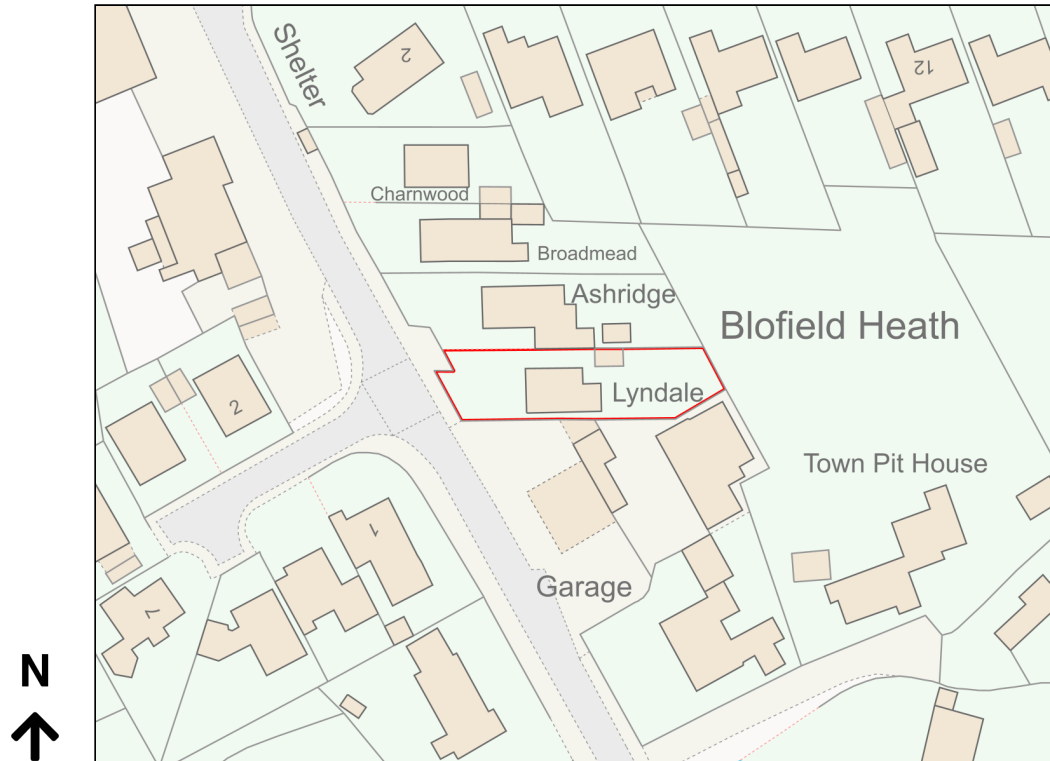 Shelter
2
12
Charnwood
Broadmead
Ashridge
Blofield Heath
Lyndale
2
Town Pit House
1
Garage
7
N